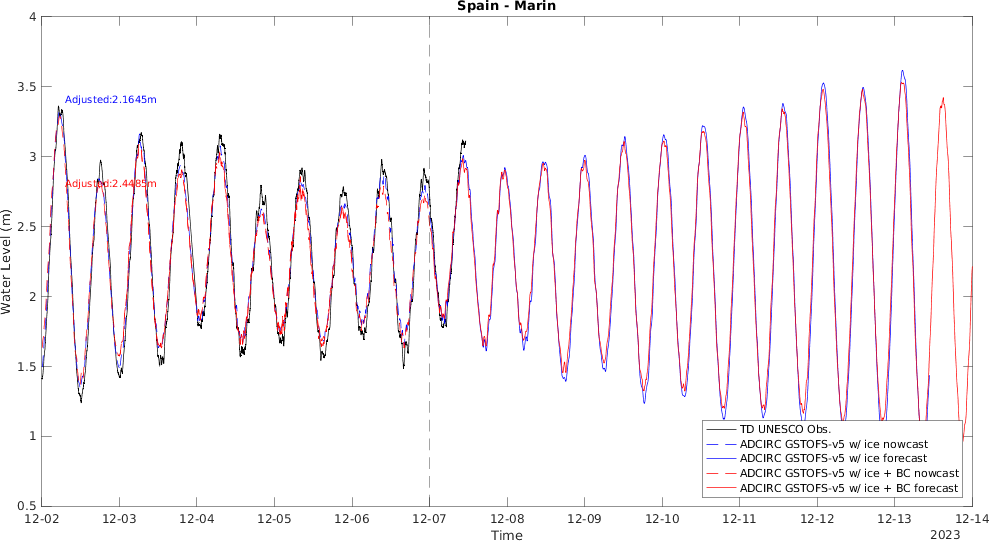 Spain - Marin
4
3.5
3
2.5
2
1.5
1
0.5
Water Level (m)
Adjusted:2.1645m
Adjusted:2.4485m
TD UNESCO Obs.
ADCIRC GSTOFS-v5 w/ ice nowcast
ADCIRC GSTOFS-v5 w/ ice forecast
ADCIRC GSTOFS-v5 w/ ice + BC nowcast
ADCIRC GSTOFS-v5 w/ ice + BC forecast
12-02 12-03 12-04 12-05 12-06 12-07 12-08 12-09 12-10 12-11 12-12 12-13 12-14
Time
2023